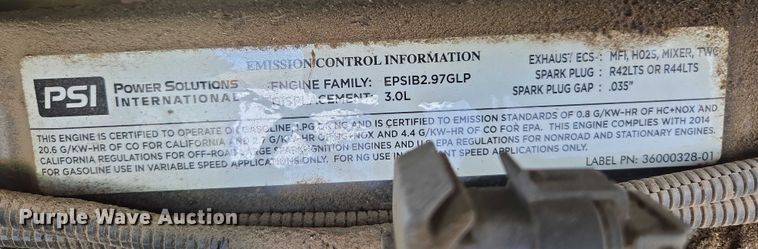 EMISSION CONTROL INFORMATION
PSI
POWER SOLUTIONS
INTERNATIONAL
ENGINE FAMILY: EPSIB2.97GLP
DISPLACEMENT: 3.0L
EXHAUST ECS : MFI, HO2S, MIXER, TWC
SPARK PLUG : R42LTS OR R44LTS
SPARK PLUG GAP : .035"
THIS ENGINE IS CERTIFIED TO OPERATE ON GASOLINE, LPG OR NG CERTIFIED TO EMISSION STANDARDS OF 0.8 G/KW-HR OF HC+NOX AND
20.6 G/KW-HR OF CO FOR CALIFORNIA AND G/KW-HR OF HC+NOX AND 4.4 G/KW-HR OF CO FOR EPA. THIS ENGINE COMPLIES WITH 2014
CALIFORNIA REGULATIONS FOR OFF-ROAD LARGE SPARK IGNITION ENGINES AND U.S EPA REGULATIONS FOR NONROAD AND STATIONARY ENGINES.
FOR GASOLINE USE IN VARIABLE SPEED APPLICATIONS ONLY. FOR NG USE IN SPEED APPLICATIONS ONLY.
LABEL PN: 36000328-01
Purple Wave Auction